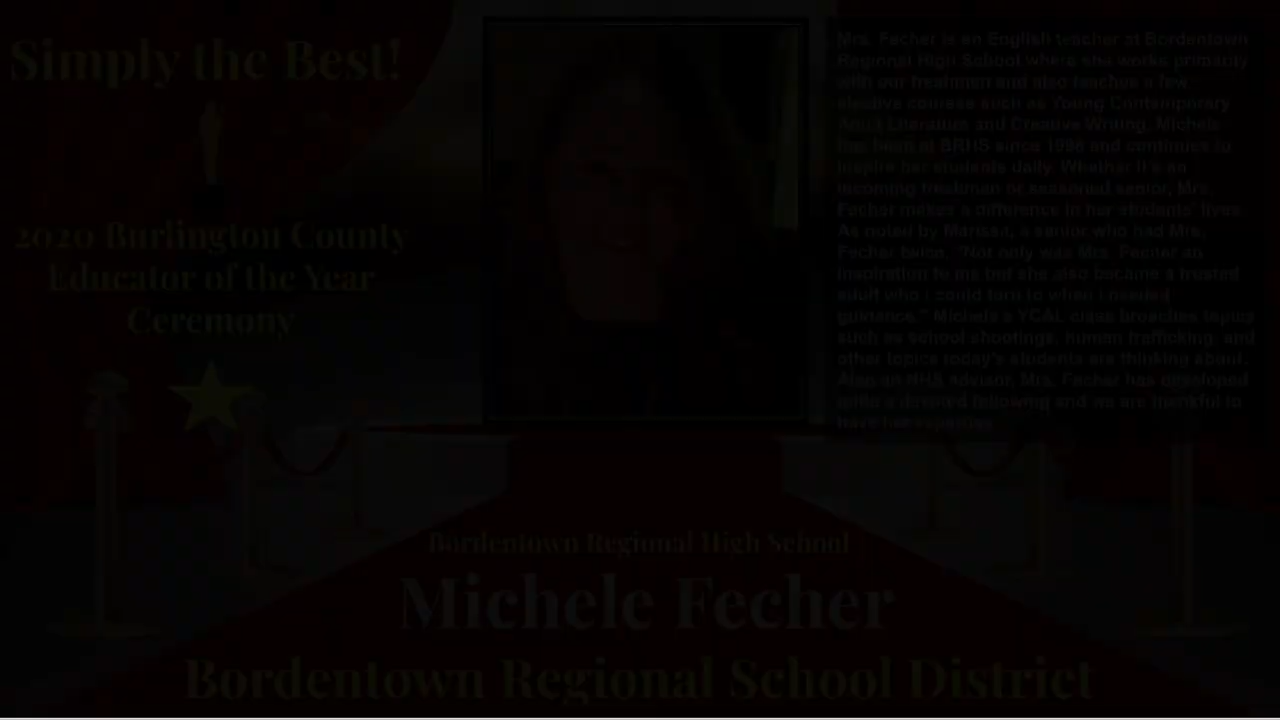 Simply the Best!
2020 Burlington County
Educator of the Year
Ceremony
Mrs. Fecher is an English teacher at Bordentown
Regional High School where she works primarily
with our freshman and also teaches a few
elective courses such as Young Contemporary
Adult Literature and Creative Writing. Michele
has been at BRHS since 1998 and continues to
inspire her students daily. Whether it's an
incoming freshman or seasoned senior, Mrs.
Fecher makes a difference in her students' lives.
As noted by a senior who had Mrs.
Fecher twice, "Not only was Mrs. Fecher an
inspiration to me but she also became a trusted
adult who I could turn to when I needed
guidance." Michele's YCAL class broaches topics
such as school shootings, human trafficking, and
other topics today's students are thinking about.
Also an NHS advisor, Mrs. Fecher has developed
quite a devoted following and we are thankful to
have her expertise.
Bordentown Regional High School
Michele Fecher
Bordentown Regional School District